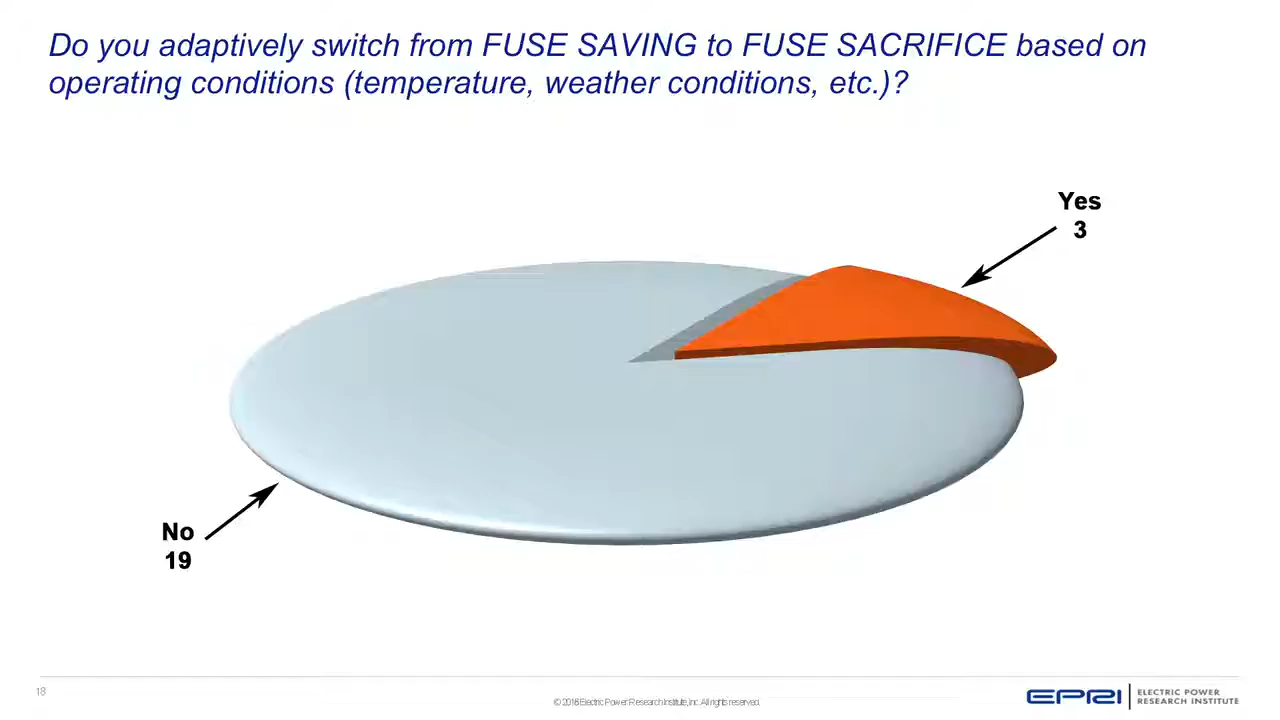 Do you adaptively switch from FUSE SAVING to FUSE SACRIFICE based on
operating conditions (temperature, weather conditions, etc.)?
Yes
3
No
19
18
© 2016 Electric Power Research Institute, Inc. All rights reserved.
EPRI
ELECTRIC POWER
RESEARCH INSTITUTE